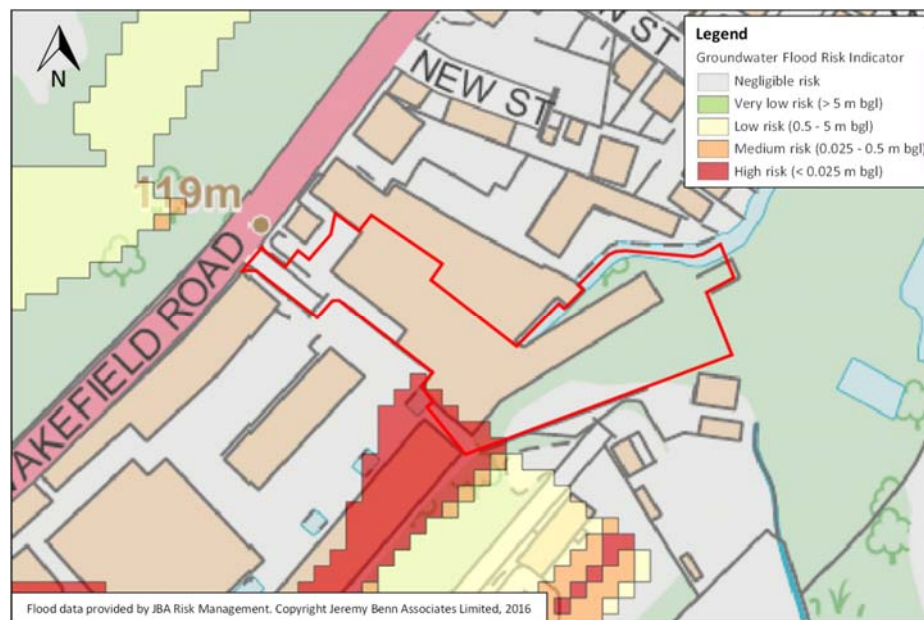 N
NEW ST
N ST
Legend
Groundwater Flood Risk Indicator
Negligible risk
Very low risk (> 5 m bgl)
Low risk (0.5 - 5 m bgl)
Medium risk (0.025 - 0.5 m bgl)
High risk (< 0.025 m bgl)
119m
WAKEFIELD ROAD
Flood data provided by JBA Risk Management. Copyright Jeremy Benn Associates Limited, 2016